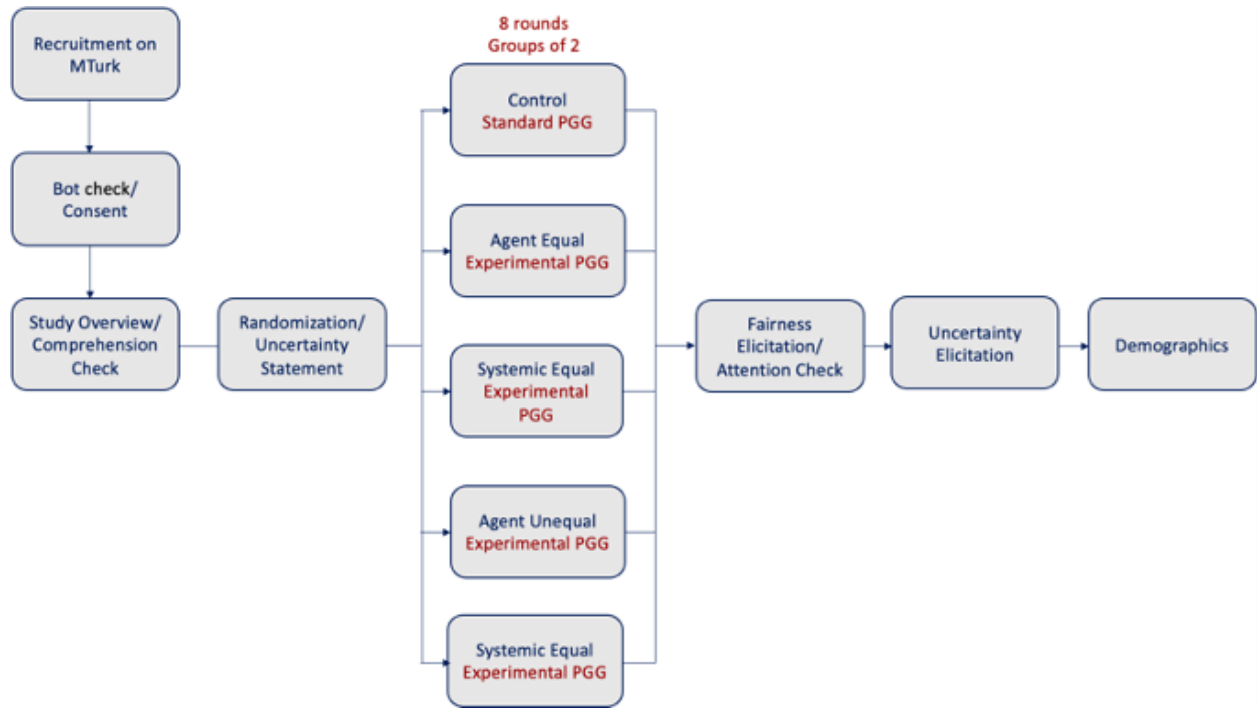 Recruitment on
MTurk
Bot check/
Consent
Study Overview/
Comprehension
Check
Randomization/
Uncertainty
Statement
8 rounds
Groups of 2
Control
Standard PGG
Agent Equal
Experimental PGG
Systemic Equal
Experimental
PGG
Agent Unequal
Experimental PGG
Systemic Equal
Experimental PGG
Fairness
Elicitation/
Attention Check
Uncertainty
Elicitation
Demographics